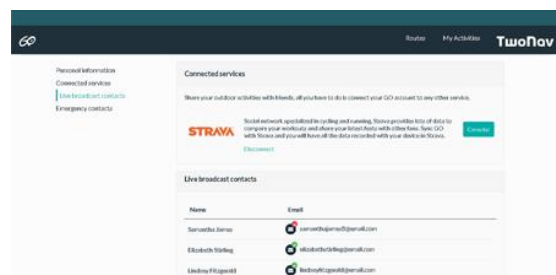 GO
Routes My Activities TwoNav
Personal Information
Connected services
Live broadcast contacts
Emergency contacts
Connected services
Share your outdoor activities with friends, all you have to do is connect your GO account to any other service.
STRAVA
Social network specialized in cycling and running, Strava provides lots of data to
compare your workouts and share your latest feats with other fans. Sync GO
with Strava and you will have all the data recorded with your device in Strava.
Disconnect
Live broadcast contacts
Name Email
Samantha
Elizabeth Stirling
Lindsey Fitzgerald